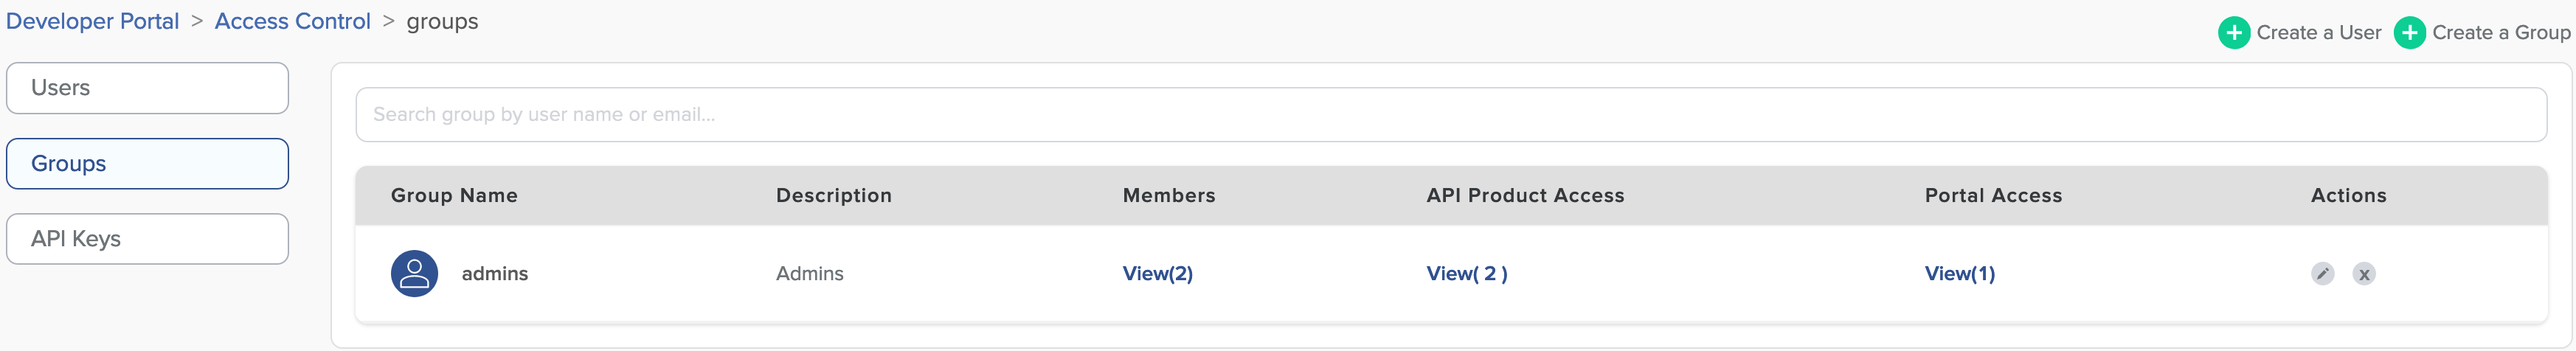 Developer Portal > Access Control > groups
Create a User Create a Group
Users
Groups
API Keys
Search group by user name or email...
Group Name Description Members API Product Access Portal Access Actions
admins Admins View(2) View( 2 ) View(1) x